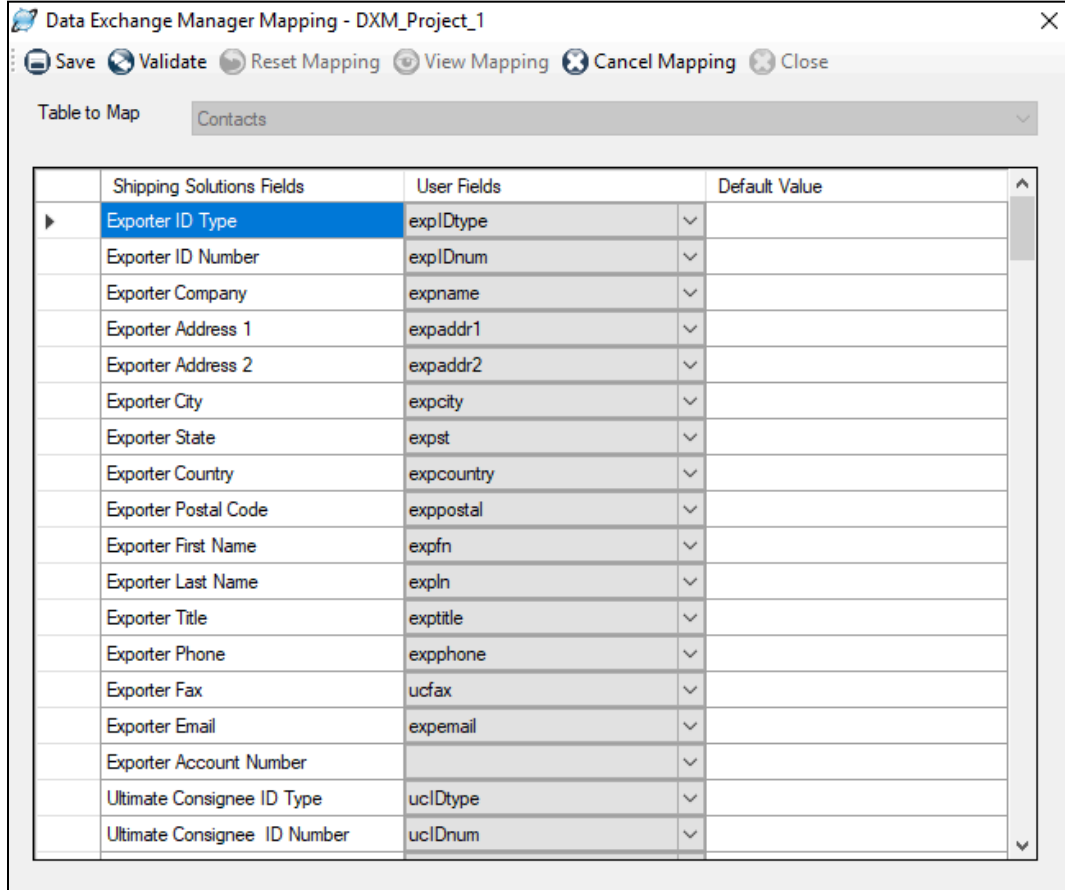 Data Exchange Manager Mapping - DXM_Project_1
Save Validate Reset Mapping View Mapping Cancel Mapping Close
Table to Map Contacts
Shipping Solutions Fields User Fields Default Value
Exporter ID Type expIDtype
Exporter ID Number expIDnum
Exporter Company expname
Exporter Address 1 expaddr1
Exporter Address 2 expaddr2
Exporter City expcity
Exporter State expst
Exporter Country expcountry
Exporter Postal Code exppostal
Exporter First Name expfn
Exporter Last Name expln
Exporter Title exptitle
Exporter Phone expphone
Exporter Fax ucfax
Exporter Email expemail
Exporter Account Number
Ultimate Consignee ID Type ucIDtype
Ultimate Consignee ID Number ucIDnum